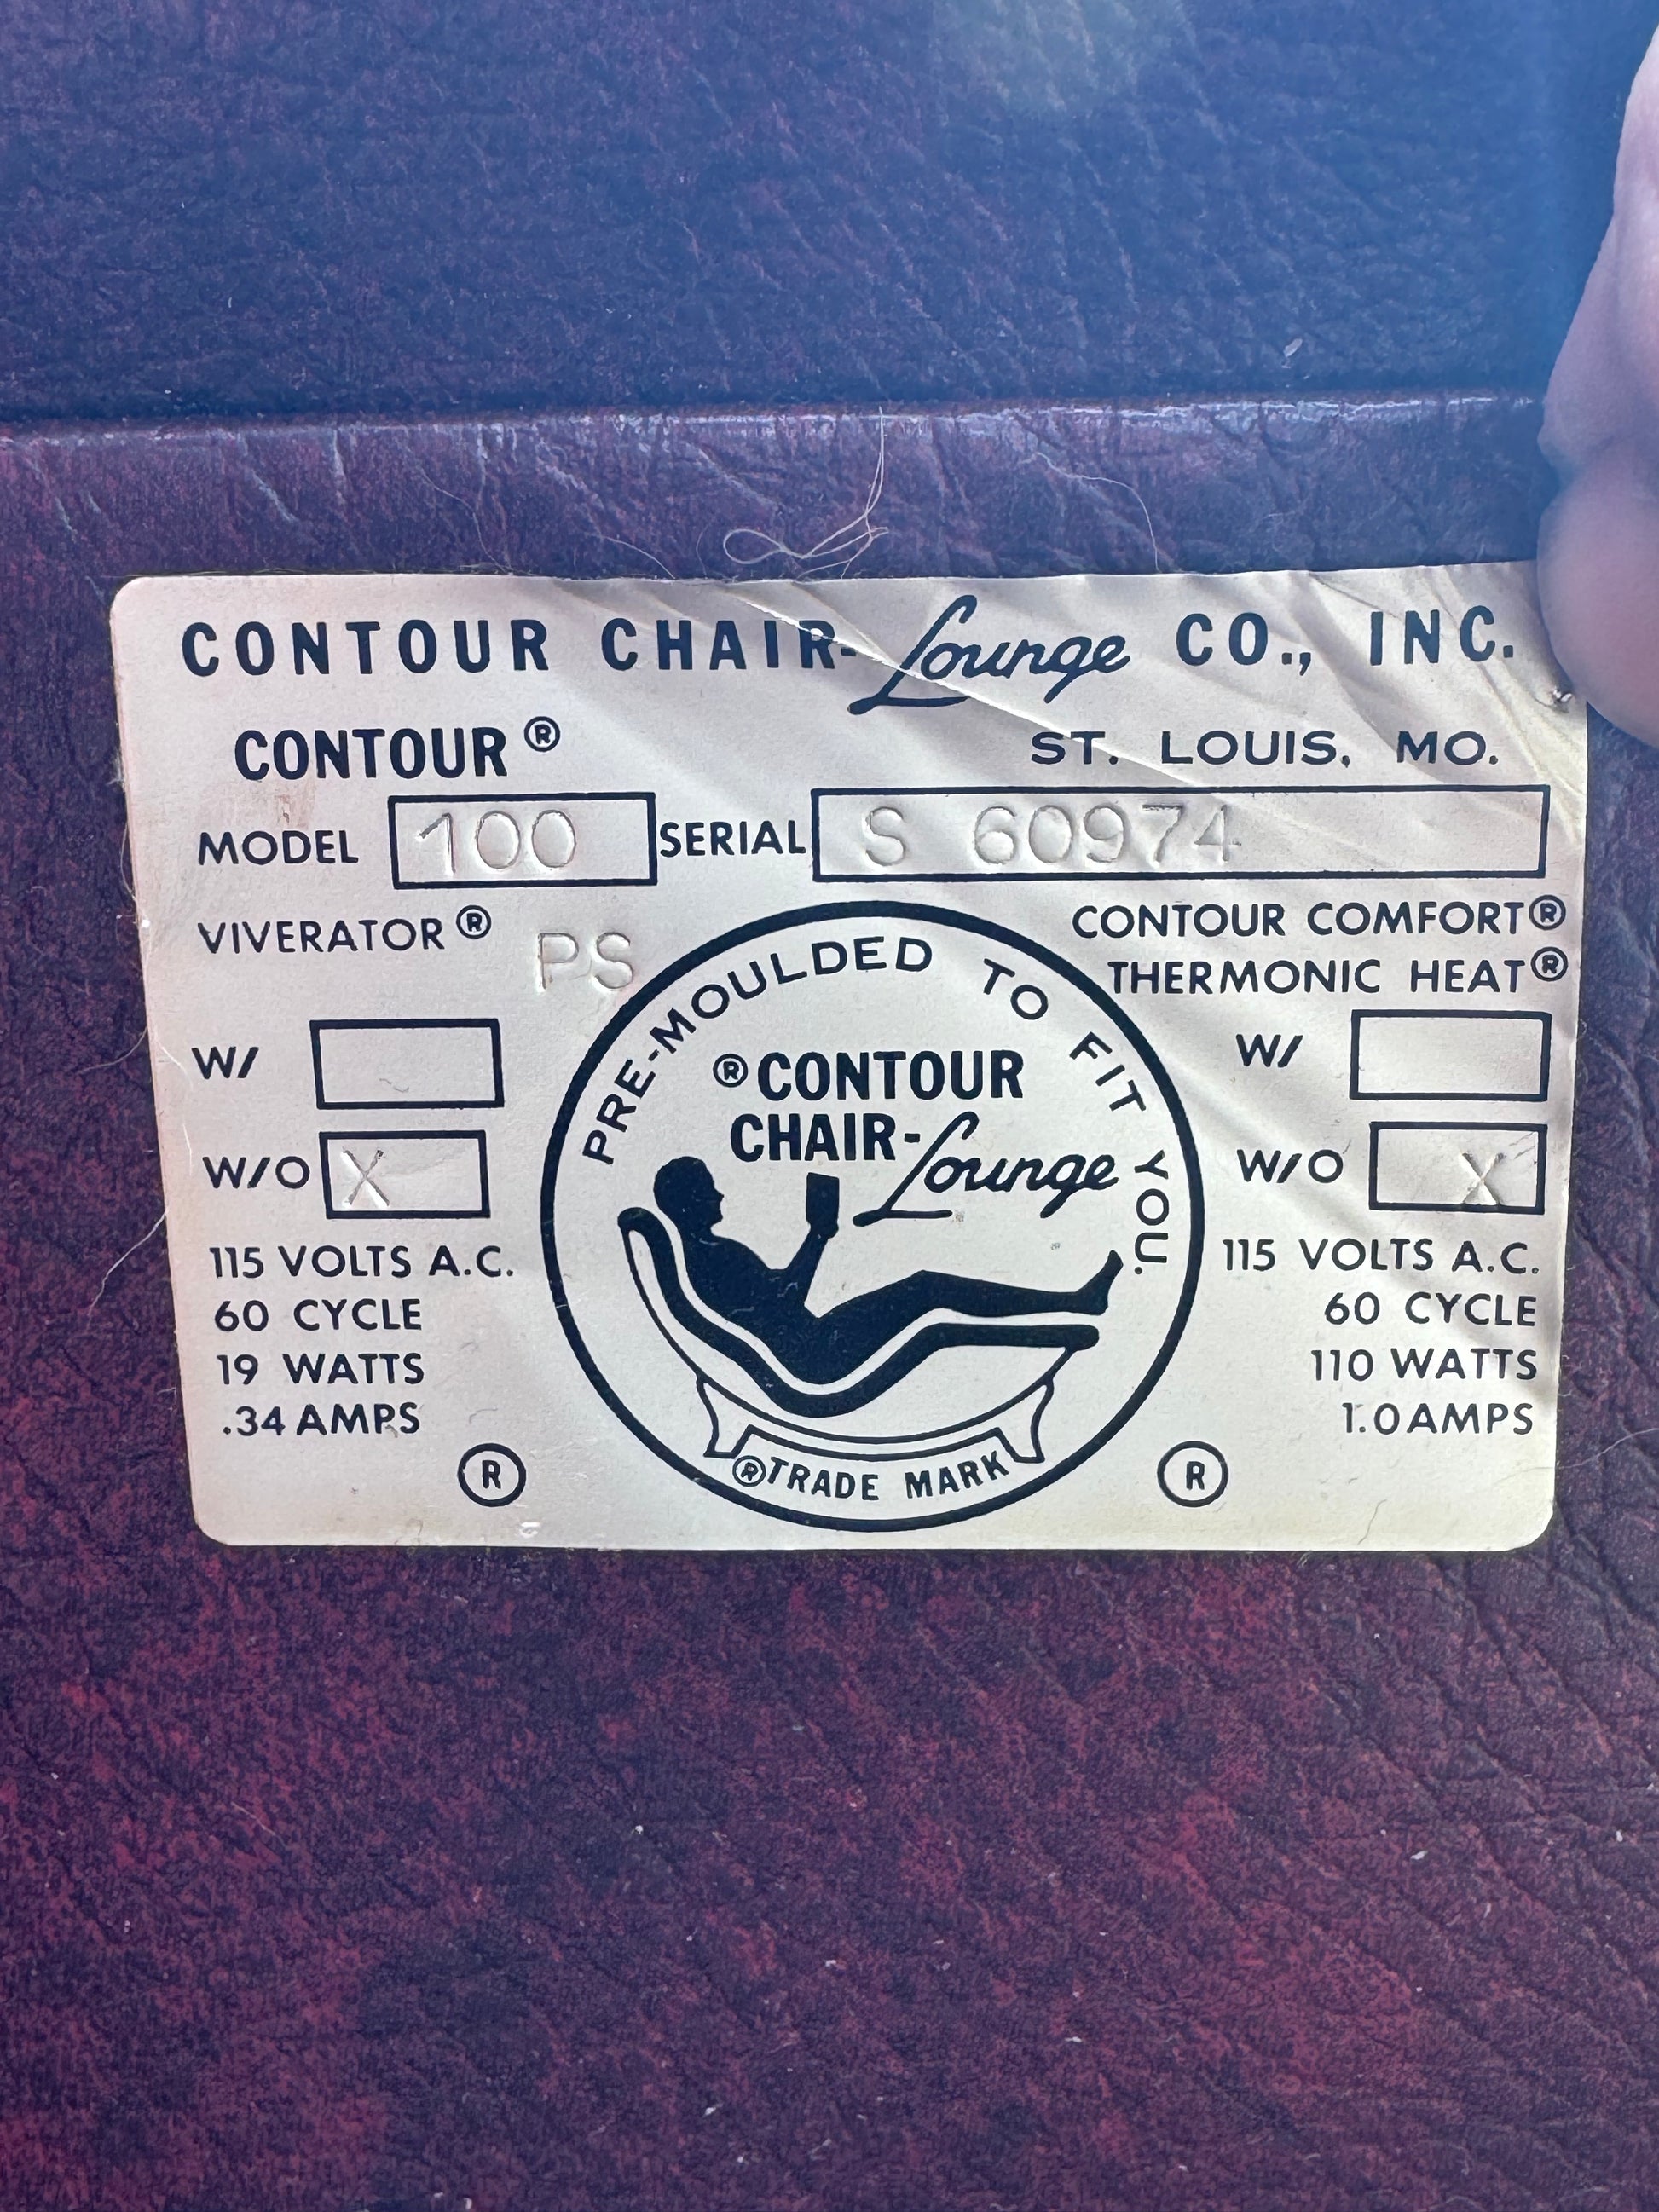 CONTOUR CHAIR-Lounge CO., INC.
CONTOUR® ST. LOUIS, MO.
MODEL 100 SERIAL S 60974
VIVERATOR® PS
W/
W/O X
115 VOLTS A.C.
60 CYCLE
19 WATTS
.34 AMPS
®
PRE-MOULDED TO FIT YOU.
®CONTOUR
CHAIR-Lounge
®TRADE MARK
CONTOUR COMFORT®
THERMONIC HEAT®
W/
W/O X
115 VOLTS A.C.
60 CYCLE
110 WATTS
1.0 AMPS
®